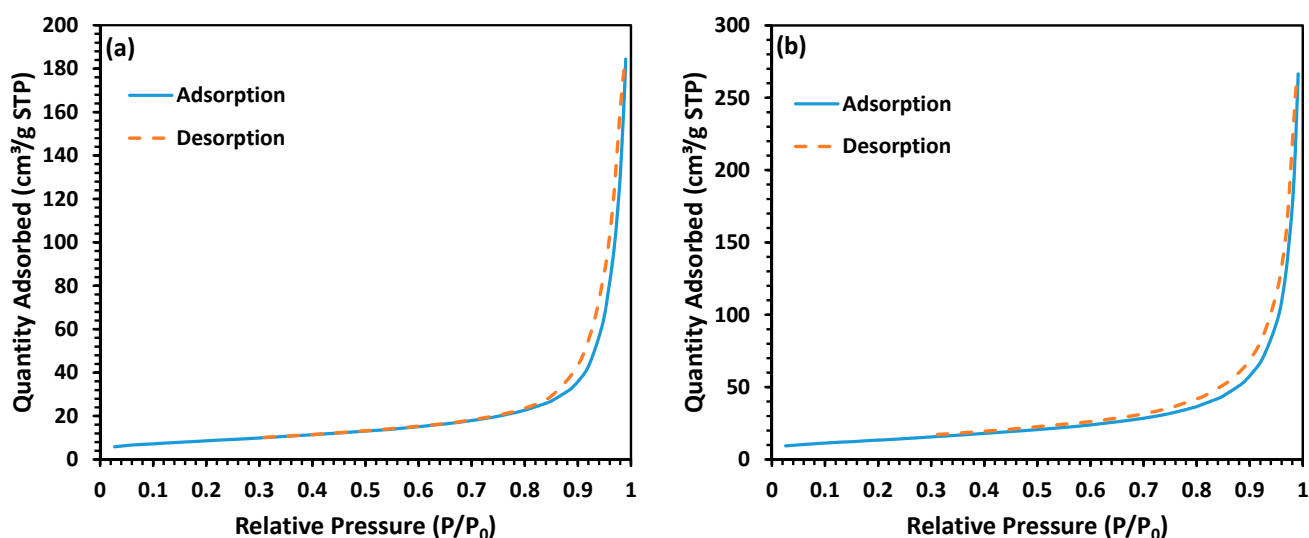 (a)
Adsorption
Desorption
Quantity Adsorbed (cm³/g STP)
200
180
160
140
120
100
80
60
40
20
0
0 0.1 0.2 0.3 0.4 0.5 0.6 0.7 0.8 0.9 1
Relative Pressure (P/P₀)
(b)
Adsorption
Desorption
Quantity Adsorbed (cm³/g STP)
300
250
200
150
100
50
0
0 0.1 0.2 0.3 0.4 0.5 0.6 0.7 0.8 0.9 1
Relative Pressure (P/P₀)